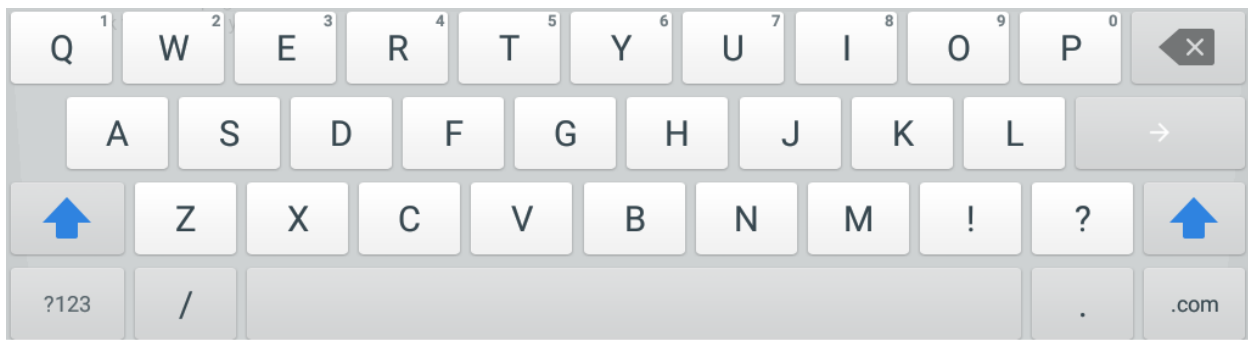 Q 1 W 2 E 3 R 4 T 5 Y 6 U 7 I 8 O 9 P 0
A S D F G H J K L
Z X C V B N M ! ?
?123 / . .com